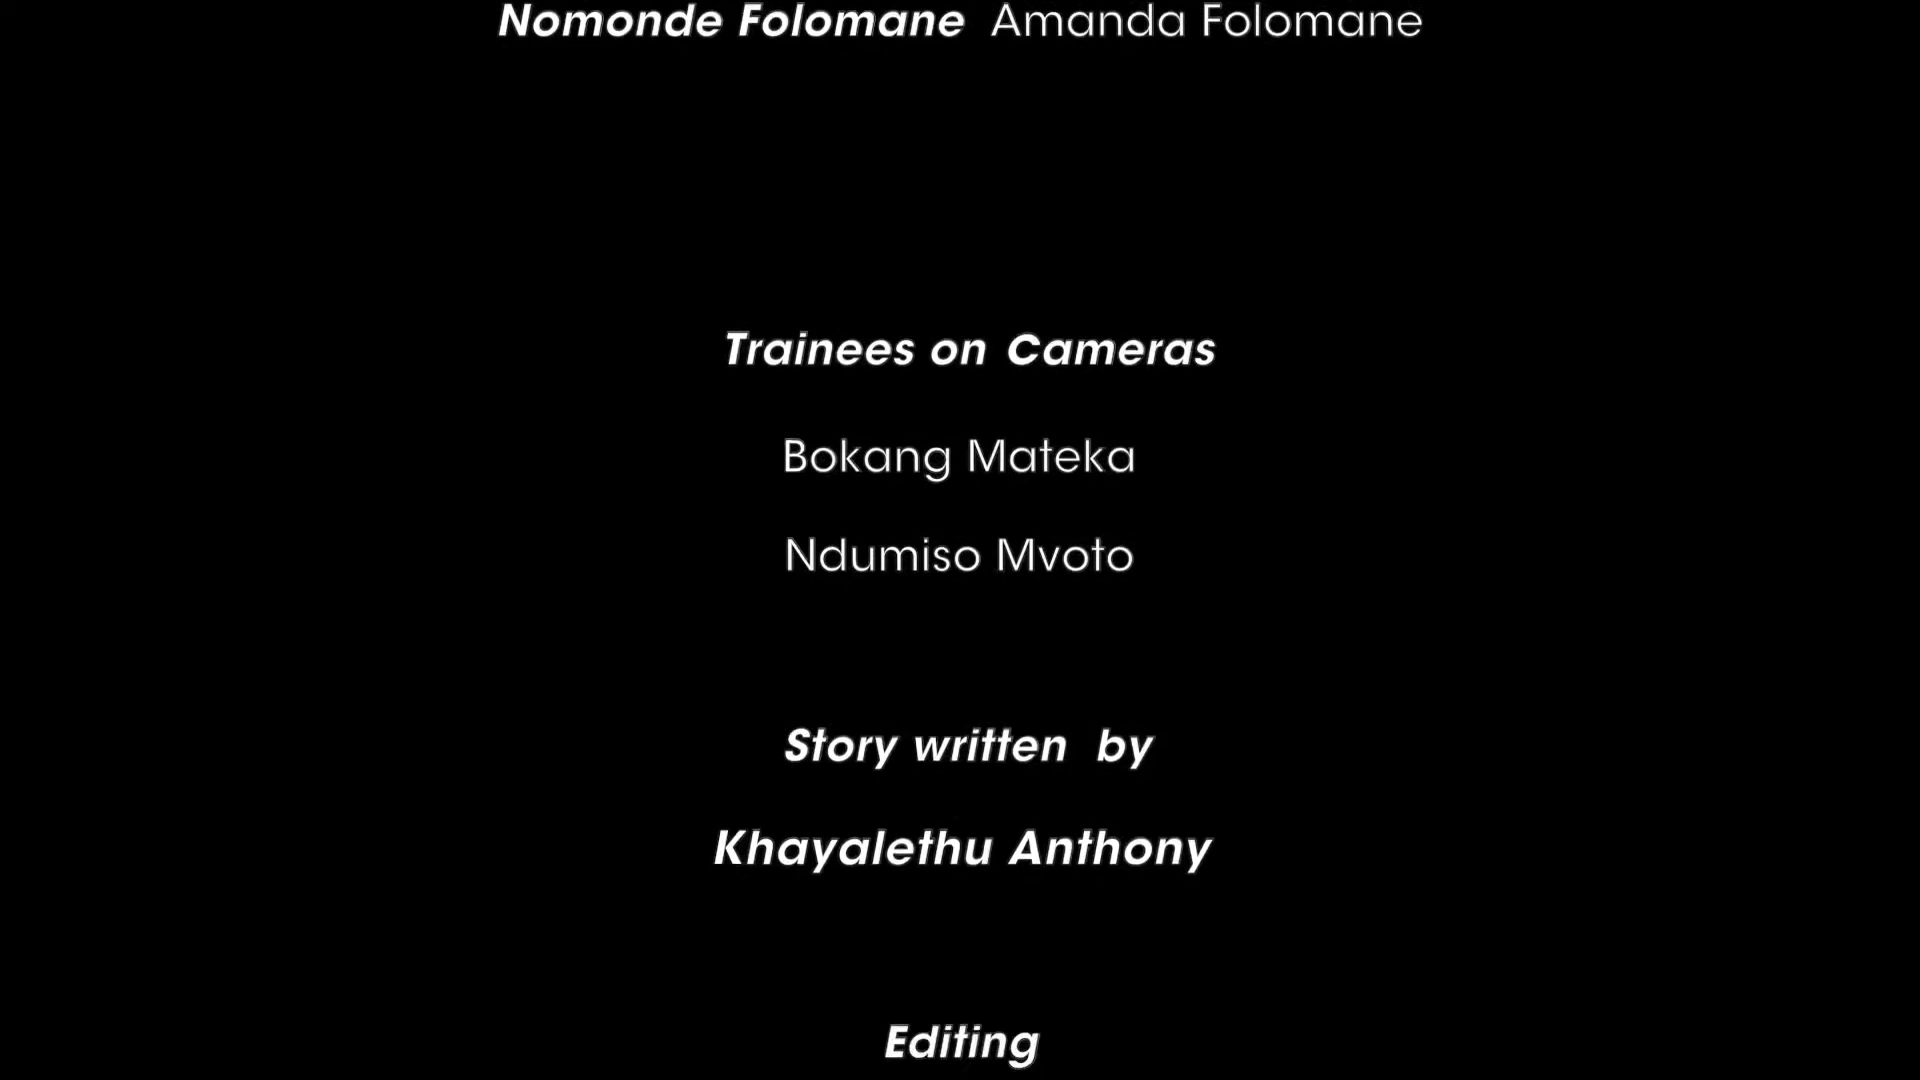 Nomonde Folomane Amanda Folomane
Trainees on Cameras
Bokang Mateka
Ndumiso Mvoto
Story written by
Khayalethu Anthony
Editing